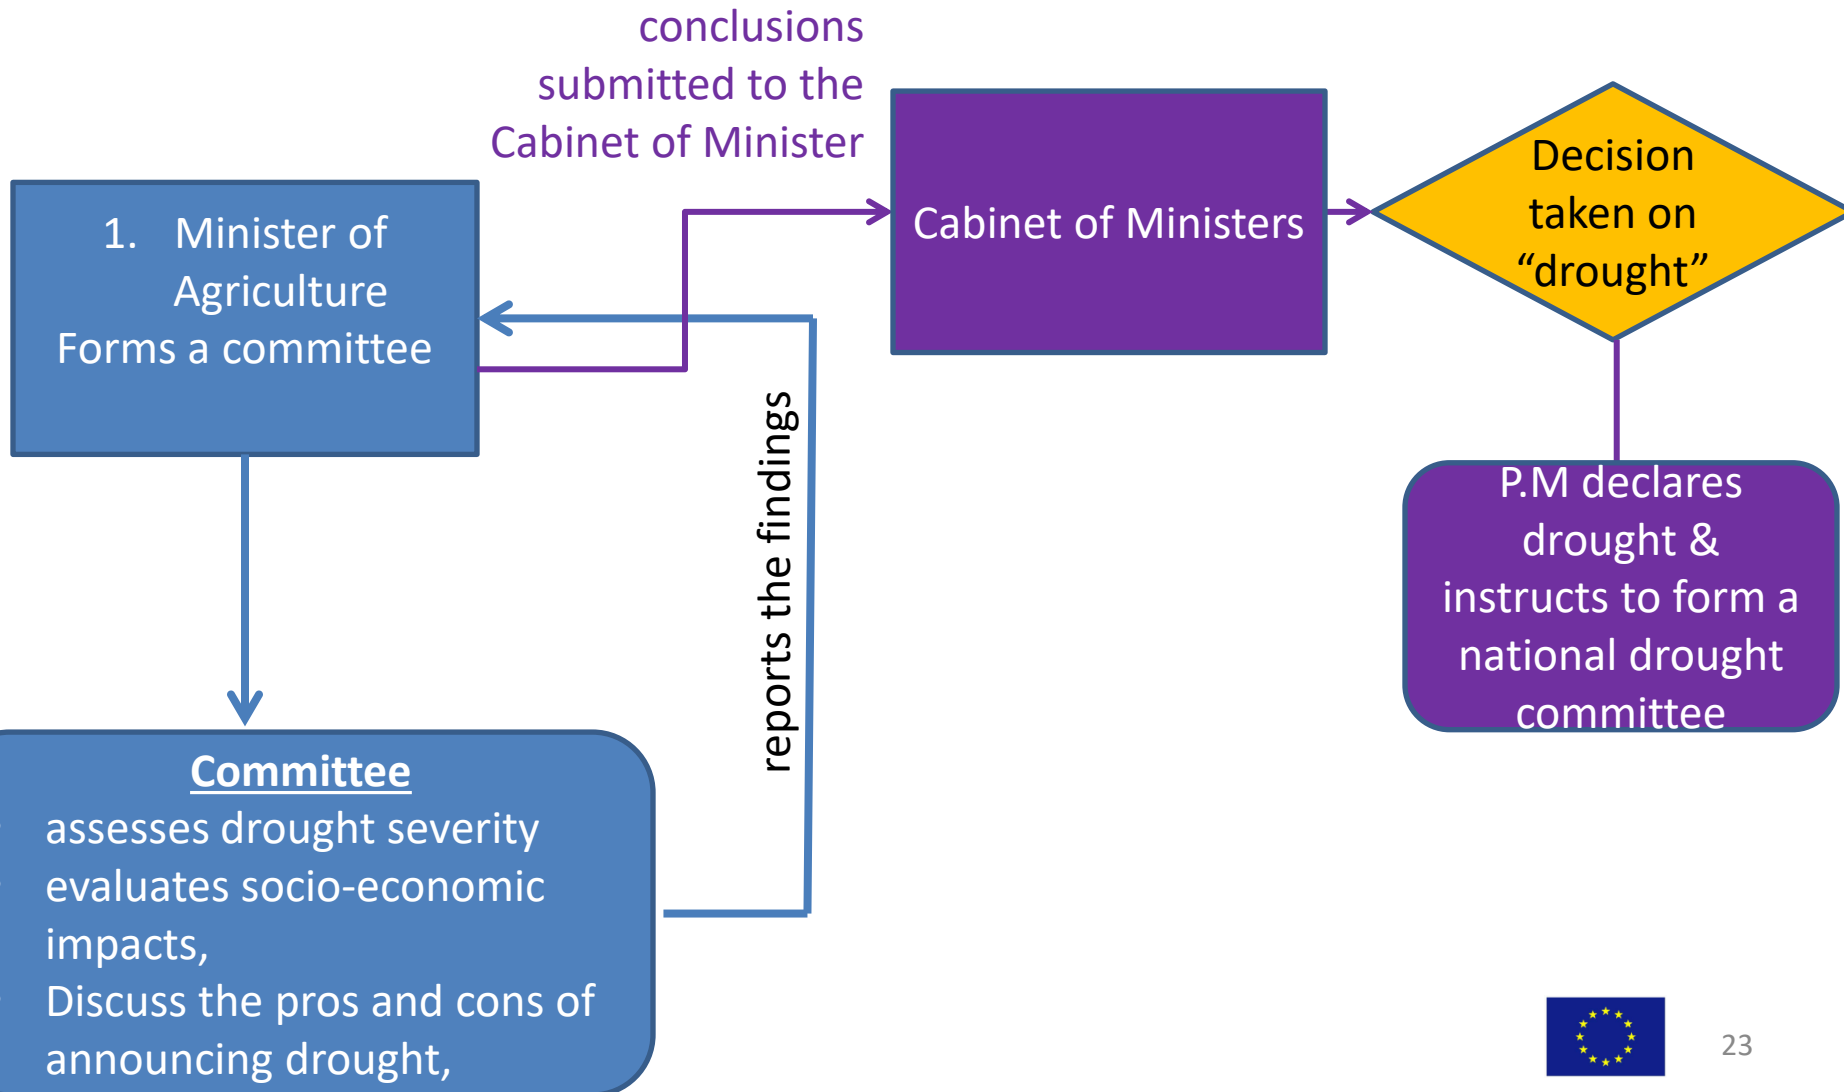 conclusions
submitted to the
Cabinet of Minister
1. Minister of
Agriculture
Forms a committee
Cabinet of Ministers
Decision
taken on
“drought”
reports the findings
P.M declares
drought &
instructs to form a
national drought
committee
Committee
assesses drought severity
evaluates socio-economic
impacts,
Discuss the pros and cons of
announcing drought,
23